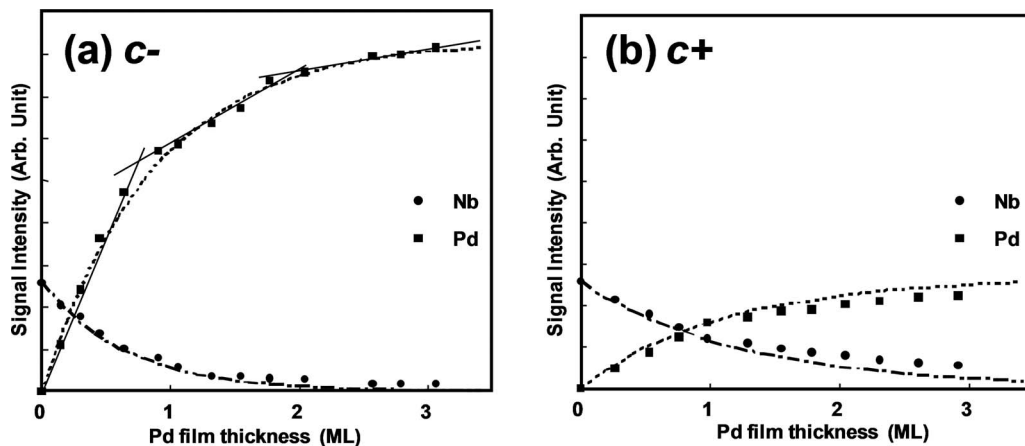 (a) c-
Signal Intensity (Arb. Unit)
Nb
Pd
0 1 2 3
Pd film thickness (ML)
(b) c+
Signal Intensity (Arb. Unit)
Nb
Pd
0 1 2 3
Pd film thickness (ML)